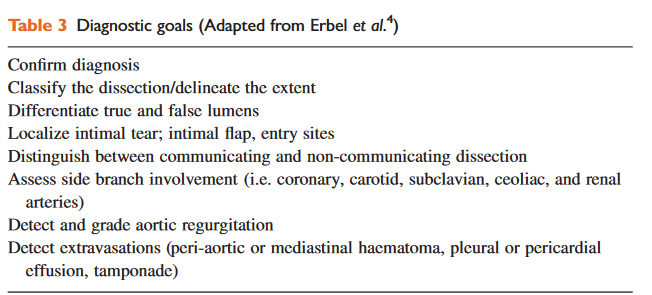 Table 3 Diagnostic goals (Adapted from Erbel et al.4)
Confirm diagnosis
Classify the dissection/delineate the extent
Differentiate true and false lumens
Localize intimal tear; intimal flap, entry sites
Distinguish between communicating and non-communicating dissection
Assess side branch involvement (i.e. coronary, carotid, subclavian, ceoliac, and renal
arteries)
Detect and grade aortic regurgitation
Detect extravasations (peri-aortic or mediastinal haematoma, pleural or pericardial
effusion, tamponade)